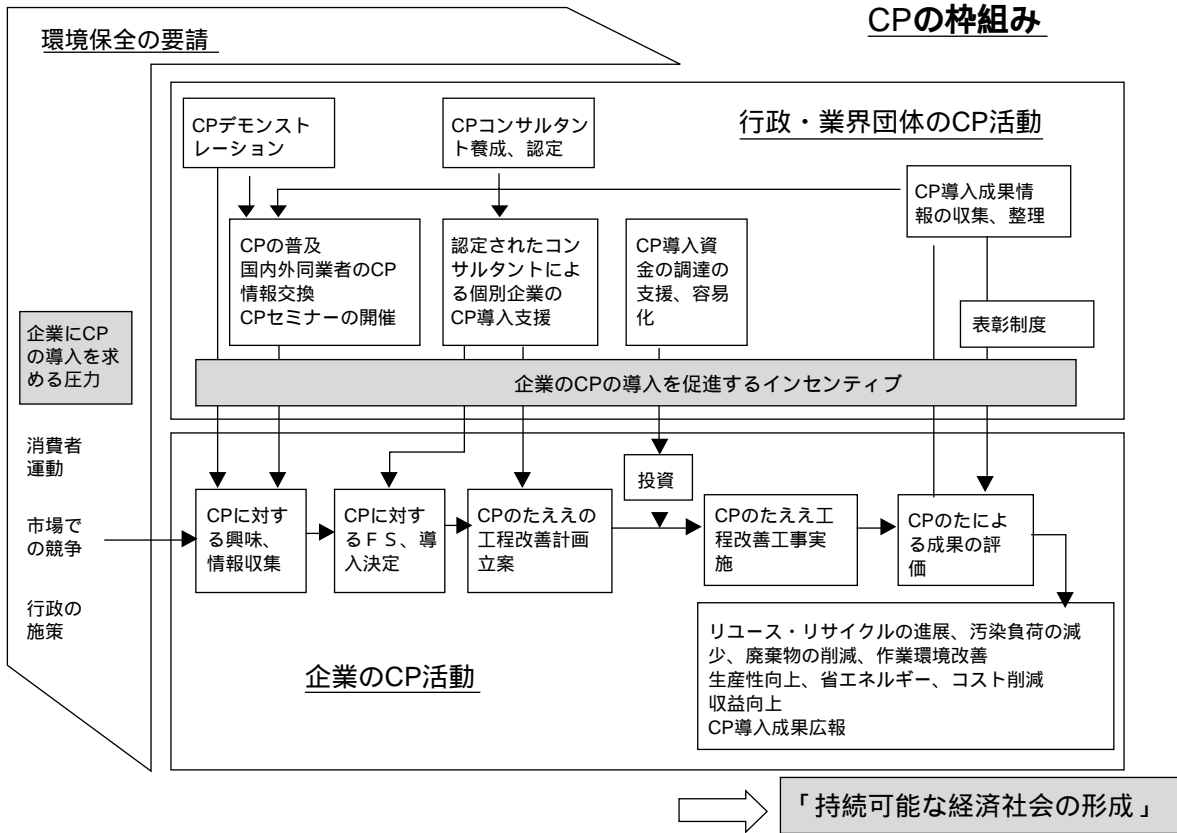 CPの枠組み
環境保全の要請
行政・業界団体のCP活動
CPデモンスト
レーション
CPコンサルタン
ト養成、認定
CP導入成果情
報の収集、整理
CPの普及
国内外同業者のCP
情報交換
CPセミナーの開催
認定されたコン
サルタントによ
る個別企業の
CP導入支援
CP導入資
金の調達の
支援、容易
化
表彰制度
企業にCP
の導入を求
める圧力
企業のCPの導入を促進するインセンティブ
消費者
運動
市場で
の競争
行政の
施策
投資
CPに対す
る興味、
情報収集
CPに対す
るＦＳ、導
入決定
CPのたええの
工程改善計画
立案
CPのたええ工
程改善工事実
施
CPのたによ
る成果の評
価
リユース・リサイクルの進展、汚染負荷の減
少、廃棄物の削減、作業環境改善
生産性向上、省エネルギー、コスト削減
収益向上
CP導入成果広報
企業のCP活動
「持続可能な経済社会の形成」